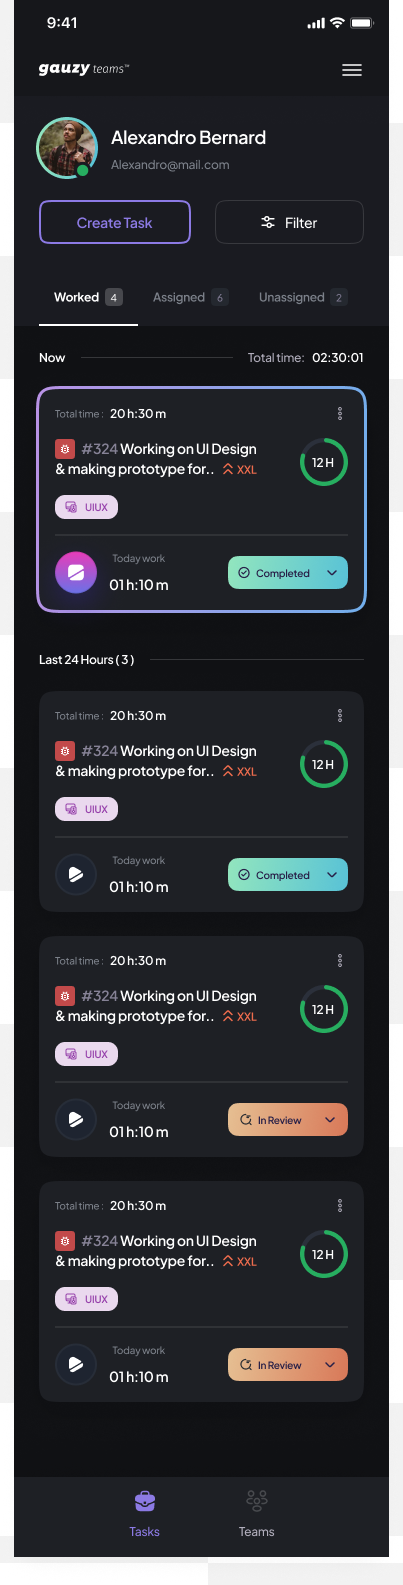 9:41
gauzy teams™
Alexandro Bernard
Alexandro@mail.com
Create Task
Filter
Worked 4
Assigned 6
Unassigned 2
Now
Total time: 02:30:01
Total time : 20 h:30 m
#324 Working on UI Design
& making prototype for.. XXL
12 H
UIUX
Today work
01 h:10 m
Completed
Last 24 Hours ( 3 )
Total time : 20 h:30 m
#324 Working on UI Design
& making prototype for.. XXL
12 H
UIUX
Today work
01 h:10 m
Completed
Total time : 20 h:30 m
#324 Working on UI Design
& making prototype for.. XXL
12 H
UIUX
Today work
01 h:10 m
In Review
Total time : 20 h:30 m
#324 Working on UI Design
& making prototype for.. XXL
12 H
UIUX
Today work
01 h:10 m
In Review
Tasks
Teams